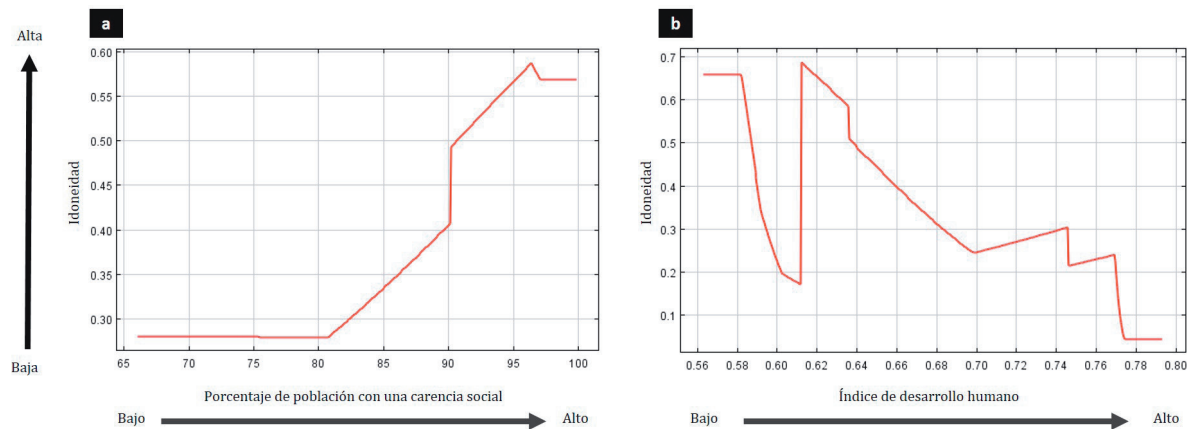 a
b
Alta
Idoneidad
Baja
0.60
0.55
0.50
0.45
0.40
0.35
0.30
65 70 75 80 85 90 95 100
Porcentaje de población con una carencia social
Bajo Alto
Idoneidad
0.7
0.6
0.5
0.4
0.3
0.2
0.1
0.56 0.58 0.60 0.62 0.64 0.66 0.68 0.70 0.72 0.74 0.76 0.78 0.80
Índice de desarrollo humano
Bajo Alto